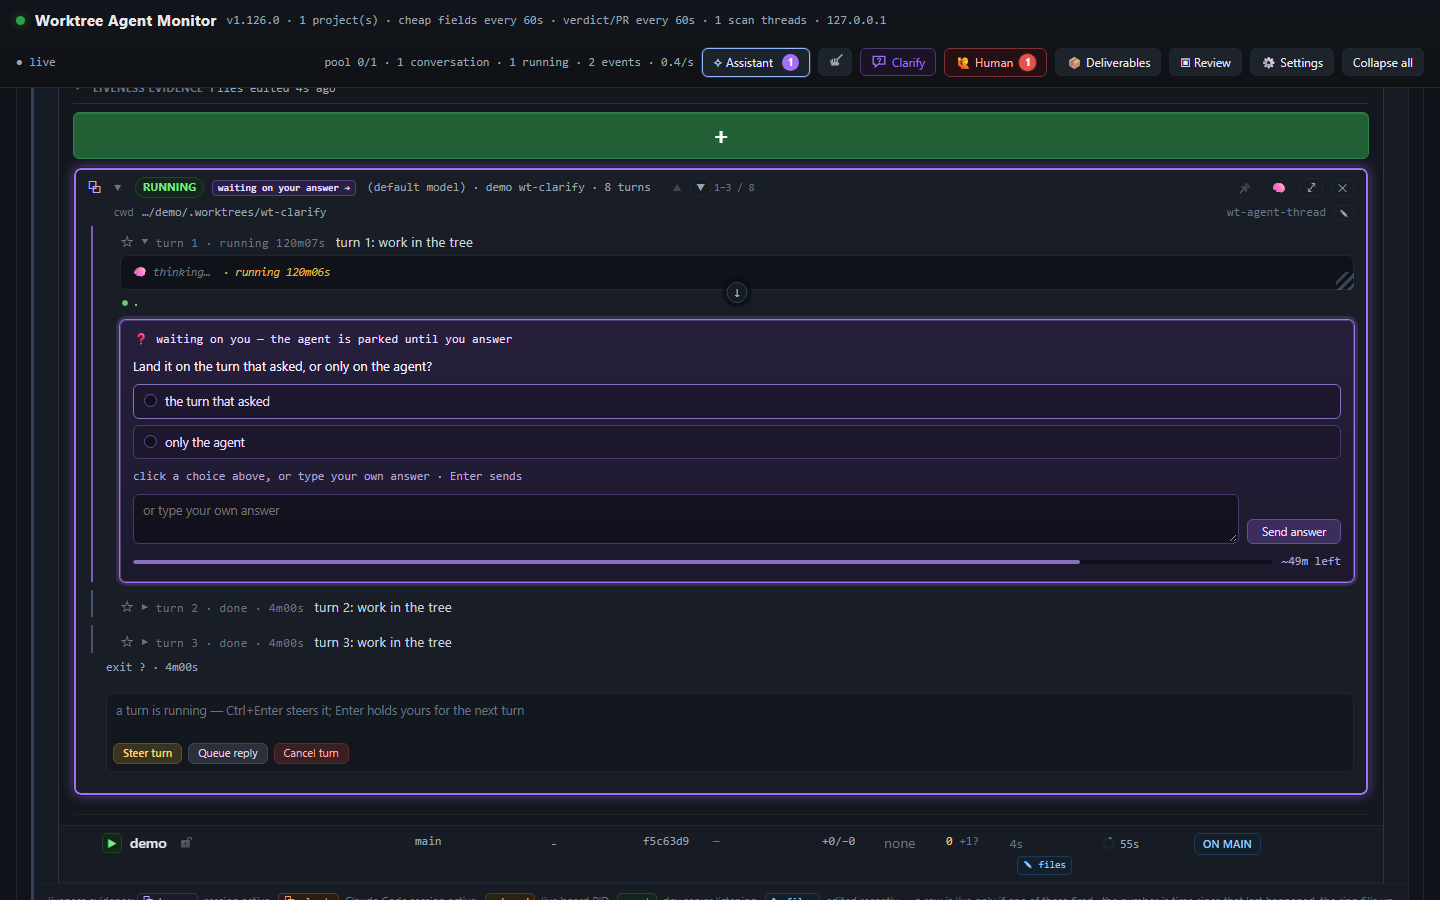 Worktree Agent Monitor v1.126.0 · 1 project(s) · cheap fields every 60s · verdict/PR every 60s · 1 scan threads · 127.0.0.1
live pool 0/1 · 1 conversation · 1 running · 2 events · 0.4/s Assistant 1 Clarify Human 1 Deliverables Review Settings Collapse all
LIVENESS EVIDENCE files edited 4s ago
+
RUNNING waiting on your answer → (default model) · demo wt-clarify · 8 turns ▲ ▼ 1–3 / 8
cwd …/demo/.worktrees/wt-clarify wt-agent-thread
turn 1 · running 120m07s turn 1: work in the tree
thinking… · running 120m06s
↓
.
? waiting on you — the agent is parked until you answer
Land it on the turn that asked, or only on the agent?
the turn that asked
only the agent
click a choice above, or type your own answer · Enter sends
or type your own answer
Send answer
~49m left
turn 2 · done · 4m00s turn 2: work in the tree
turn 3 · done · 4m00s turn 3: work in the tree
exit ? · 4m00s
a turn is running — Ctrl+Enter steers it; Enter holds yours for the next turn
Steer turn Queue reply Cancel turn
demo main - f5c63d9 — +0/−0 none 0 +1? 4s 55s ON MAIN
files